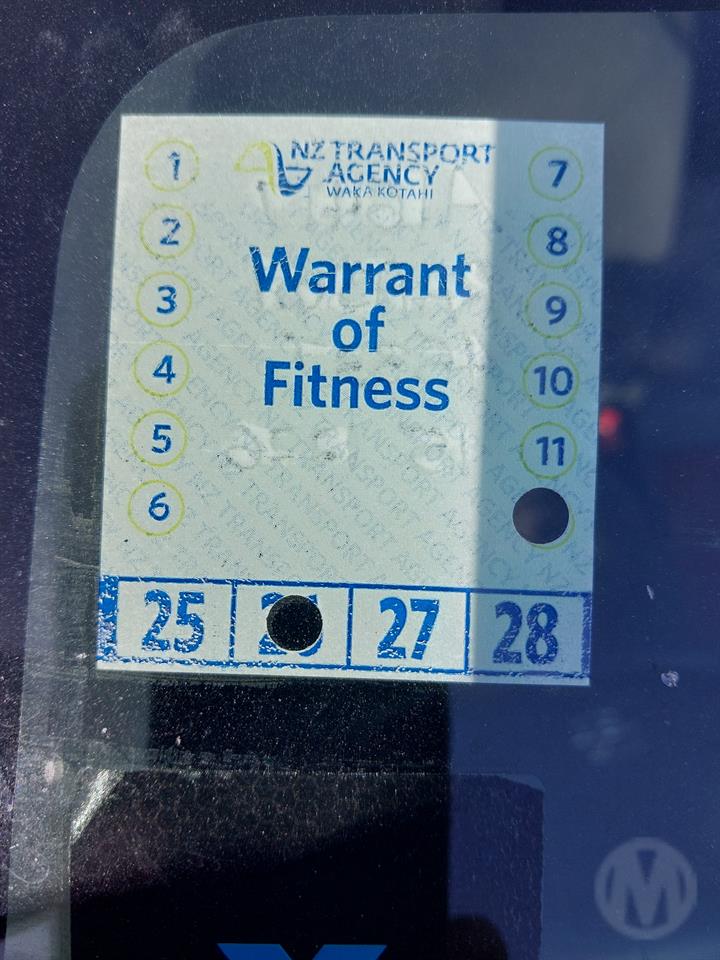 NZ TRANSPORT
AGENCY
WAKA KOTAHI
Warrant
of
Fitness
1
2
3
4
5
6
7
8
9
10
11
25
27
28
M